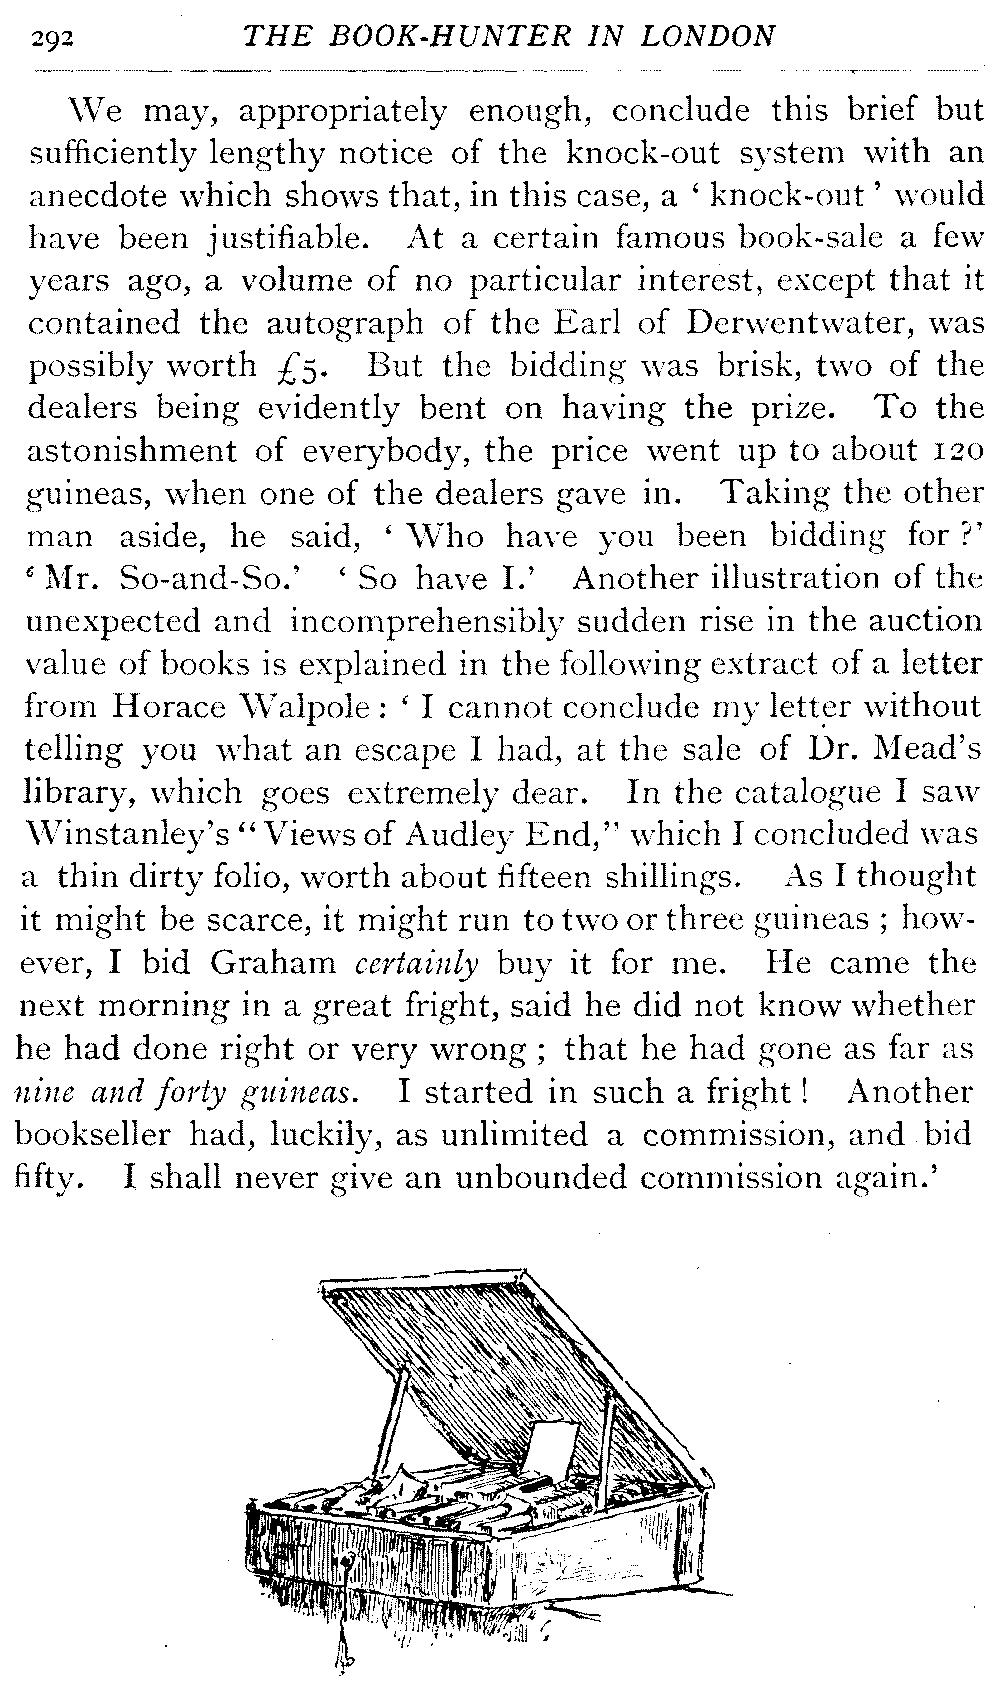 292 THE BOOK-HUNTER IN LONDON
We may, appropriately enough, conclude this brief but
sufficiently lengthy notice of the knock-out system with an
anecdote which shows that, in this case, a ‘ knock-out ’ would
have been justifiable. At a certain famous book-sale a few
years ago, a volume of no particular interest, except that it
contained the autograph of the Earl of Derwentwater, was
possibly worth £5. But the bidding was brisk, two of the
dealers being evidently bent on having the prize. To the
astonishment of everybody, the price went up to about 120
guineas, when one of the dealers gave in. Taking the other
man aside, he said, ‘ Who have you been bidding for ?’
‘ Mr. So-and-So.’ ‘ So have I.’ Another illustration of the
unexpected and incomprehensibly sudden rise in the auction
value of books is explained in the following extract of a letter
from Horace Walpole : ‘ I cannot conclude my letter without
telling you what an escape I had, at the sale of Dr. Mead’s
library, which goes extremely dear. In the catalogue I saw
Winstanley’s “ Views of Audley End,” which I concluded was
a thin dirty folio, worth about fifteen shillings. As I thought
it might be scarce, it might run to two or three guineas ; how-
ever, I bid Graham certainly buy it for me. He came the
next morning in a great fright, said he did not know whether
he had done right or very wrong ; that he had gone as far as
nine and forty guineas. I started in such a fright ! Another
bookseller had, luckily, as unlimited a commission, and bid
fifty. I shall never give an unbounded commission again.’